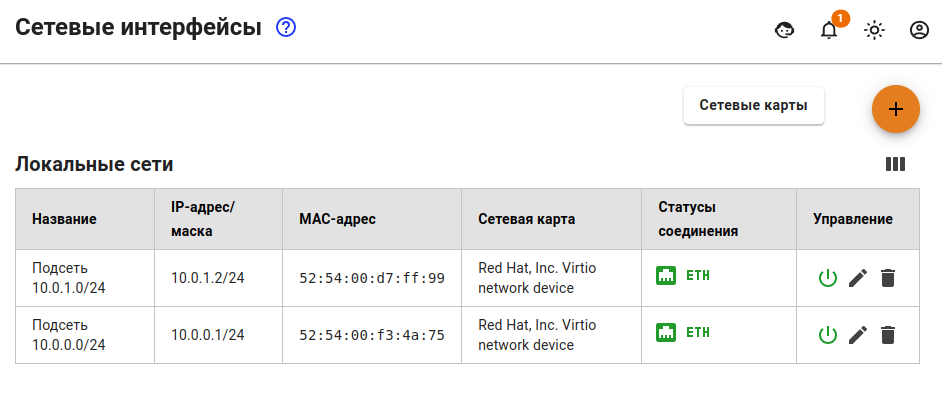 Сетевые интерфейсы ?
1
Сетевые карты
+
Локальные сети
Название
IP-адрес/
маска
MAC-адрес
Сетевая карта
Статусы
соединения
Управление
Подсеть
10.0.1.0/24
10.0.1.2/24
52:54:00:d7:ff:99
Red Hat, Inc. Virtio
network device
ETH
Подсеть
10.0.0.0/24
10.0.0.1/24
52:54:00:f3:4a:75
Red Hat, Inc. Virtio
network device
ETH